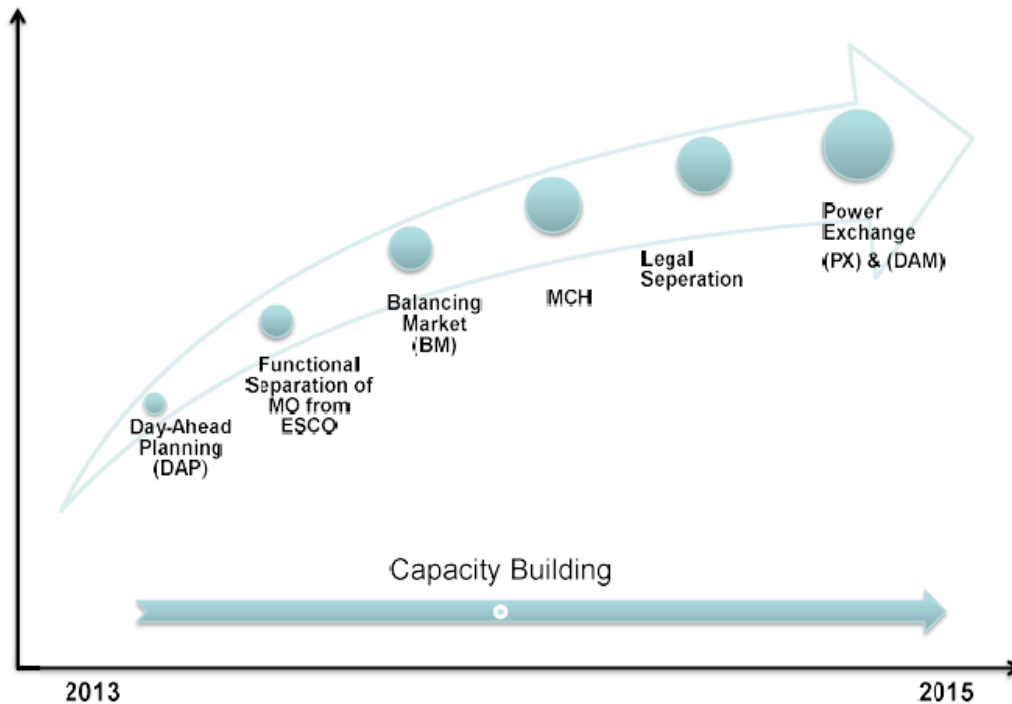 Day-Ahead
Planning
(DAP)
Functional
Separation of
MO from
ESCO
Balancing
Market
(BM)
MCH
Legal
Seperation
Power
Exchange
(PX) & (DAM)
Capacity Building
2013
2015